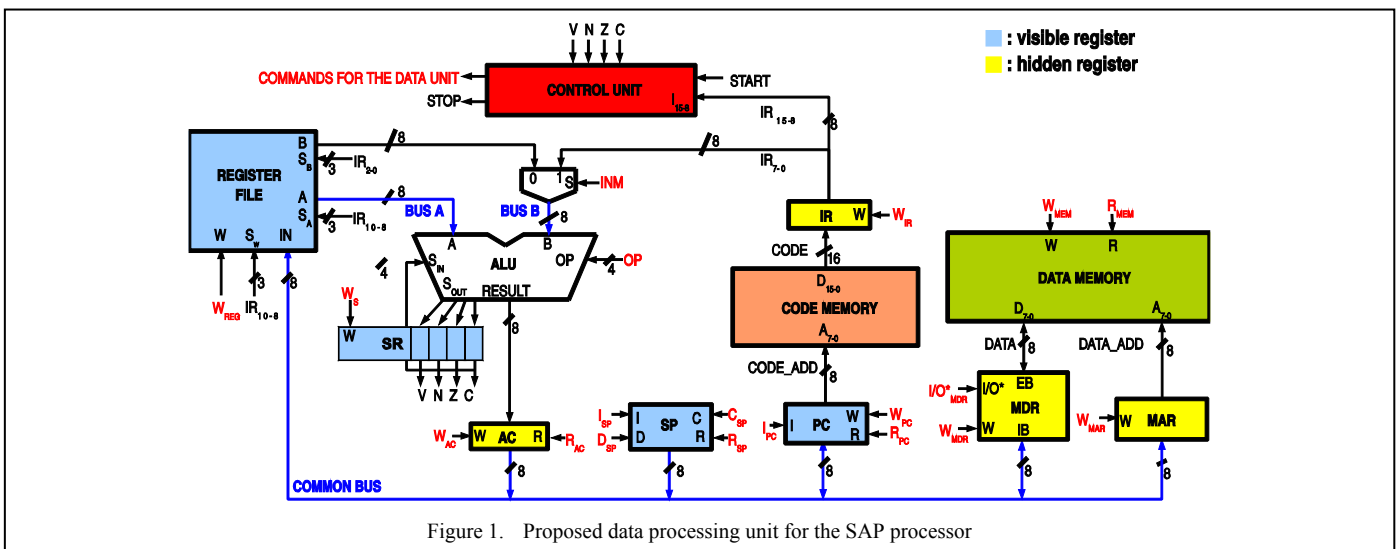 V N Z C
: visible register
: hidden register
COMMANDS FOR THE DATA UNIT
STOP
CONTROL UNIT
I15-8
START
IR15-8
8
8
IR7-0
8
REGISTER FILE
B
SB
3
IR2-0
A
SA
3
IR10-8
W
SW
IN
WREG
3
IR10-8
8
8
BUS A
0
1
S
INM
BUS B
8
A
B
ALU
OP
4
OP
4
SIN
SOUT
RESULT
WS
W
SR
V N Z C
8
WAC
W
AC
R
RAC
8
ISP
I
SP
C
CSP
DSP
D
R
RSP
8
IR
W
WIR
CODE
16
D15-0
CODE MEMORY
A7-0
CODE_ADD
8
IPC
I
PC
W
WPC
R
RPC
8
WMEM
RMEM
W
R
DATA MEMORY
D7-0
A7-0
DATA
8
DATA_ADD
8
I/O*MDR
I/O*
EB
MDR
WMDR
W
IB
8
WMAR
W
MAR
8
COMMON BUS
Figure 1. Proposed data processing unit for the SAP processor